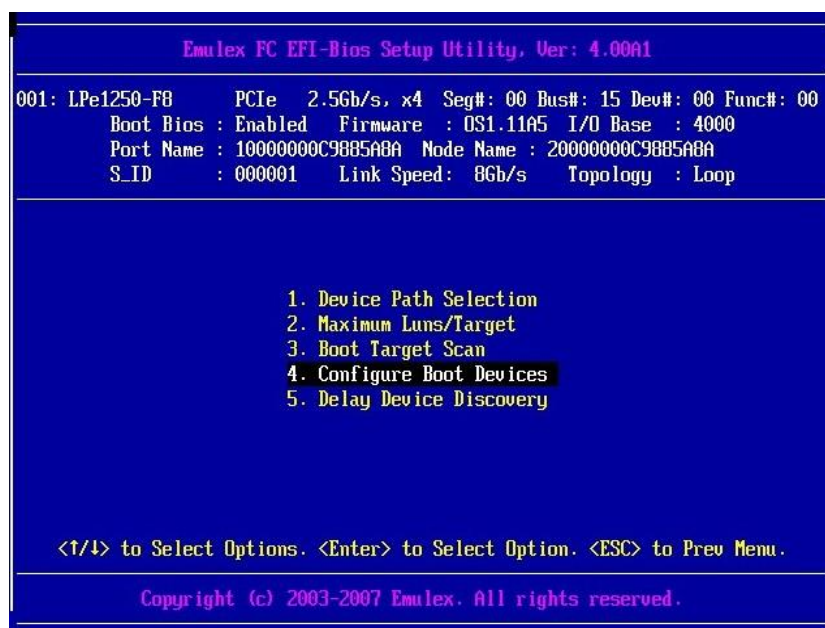 Emulex FC EFI-Bios Setup Utility, Ver: 4.00A1
001: LPe1250-F8 PCIe 2.5Gb/s, x4 Seg#: 00 Bus#: 15 Dev#: 00 Func#: 00
Boot Bios : Enabled Firmware : OS1.11A5 I/O Base : 4000
Port Name : 10000000C9885A8A Node Name : 20000000C9885A8A
S_ID : 000001 Link Speed: 8Gb/s Topology : Loop
1. Device Path Selection
2. Maximum Luns/Target
3. Boot Target Scan
4. Configure Boot Devices
5. Delay Device Discovery
<↑/↓> to Select Options. <Enter> to Select Option. <ESC> to Prev Menu.
Copyright (c) 2003-2007 Emulex. All rights reserved.